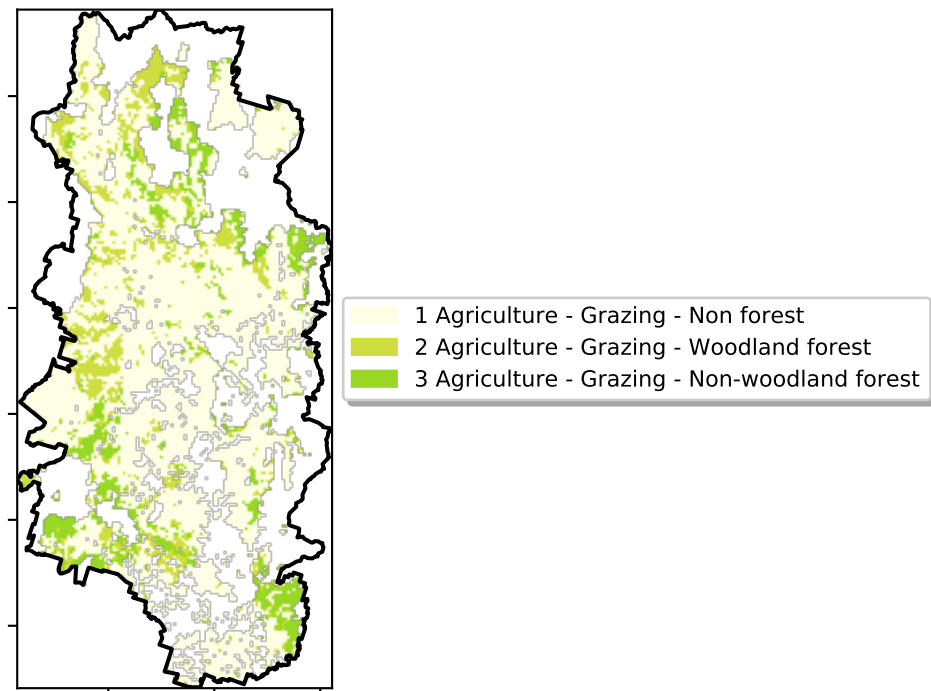 1 Agriculture - Grazing - Non forest
2 Agriculture - Grazing - Woodland forest
3 Agriculture - Grazing - Non-woodland forest